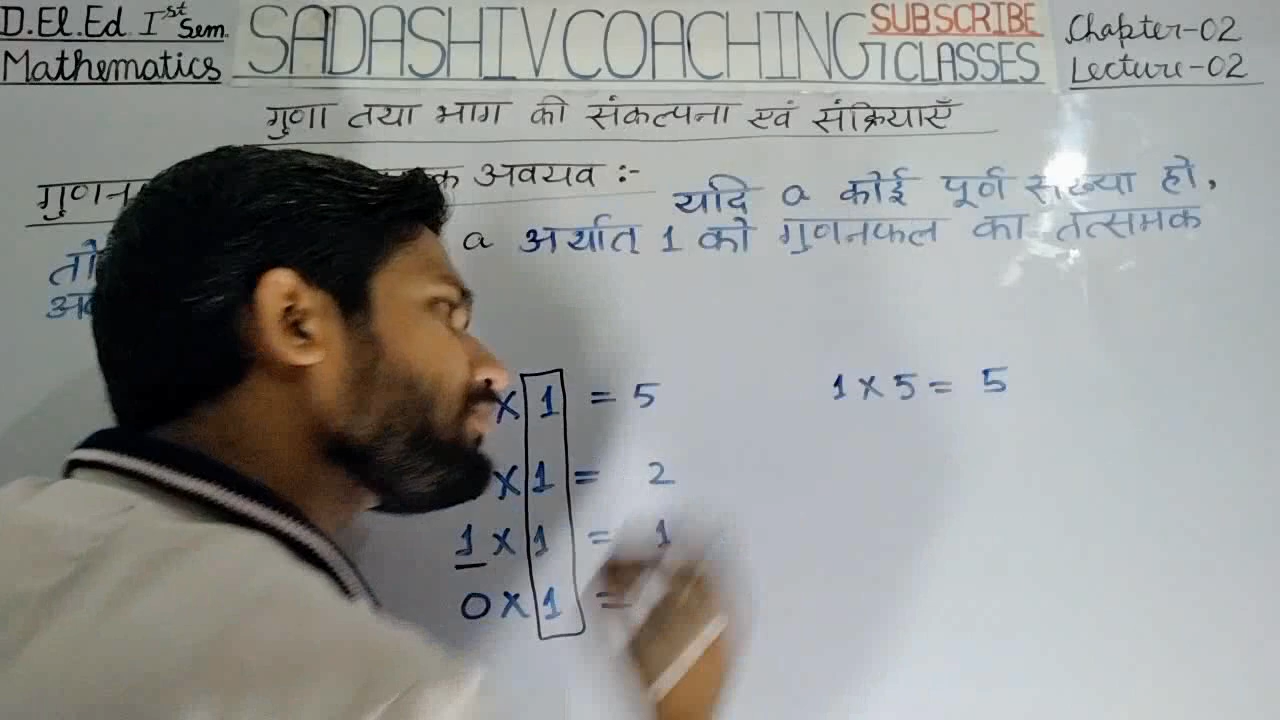 D.El.Ed Ist Sem.
Mathematics
SADASHIV COACHING CLASSES
SUBSCRIBE
Chapter-02
Lecture-02
गुणा तथा भाग की संकल्पना एवं संक्रियाएँ
अवयव :-
यदि a कोई पूर्ण संख्या हो,
तो a अर्थात् 1 को गुणनफल का तत्समक
× 1 = 5
1 × 5 = 5
× 1 = 2
1 × 1 = 1
0 × 1 =